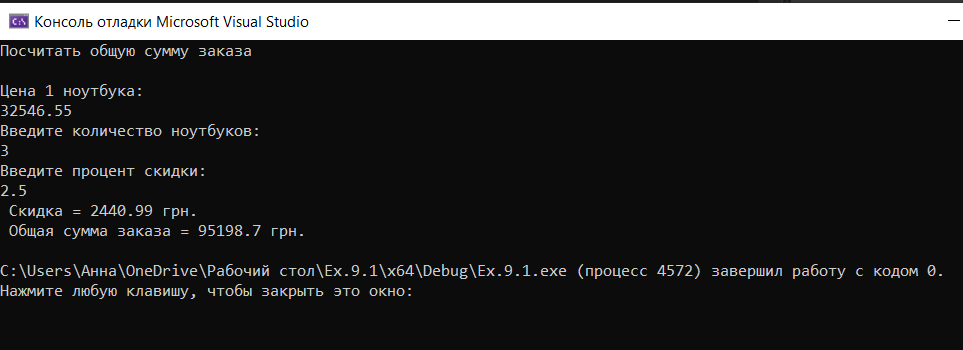 Консоль отладки Microsoft Visual Studio
Посчитать общую сумму заказа
Цена 1 ноутбука:
32546.55
Введите количество ноутбуков:
3
Введите процент скидки:
2.5
Скидка = 2440.99 грн.
Общая сумма заказа = 95198.7 грн.
C:\Users\Анна\OneDrive\Рабочий стол\Ex.9.1\x64\Debug\Ex.9.1.exe (процесс 4572) завершил работу с кодом 0.
Нажмите любую клавишу, чтобы закрыть это окно: